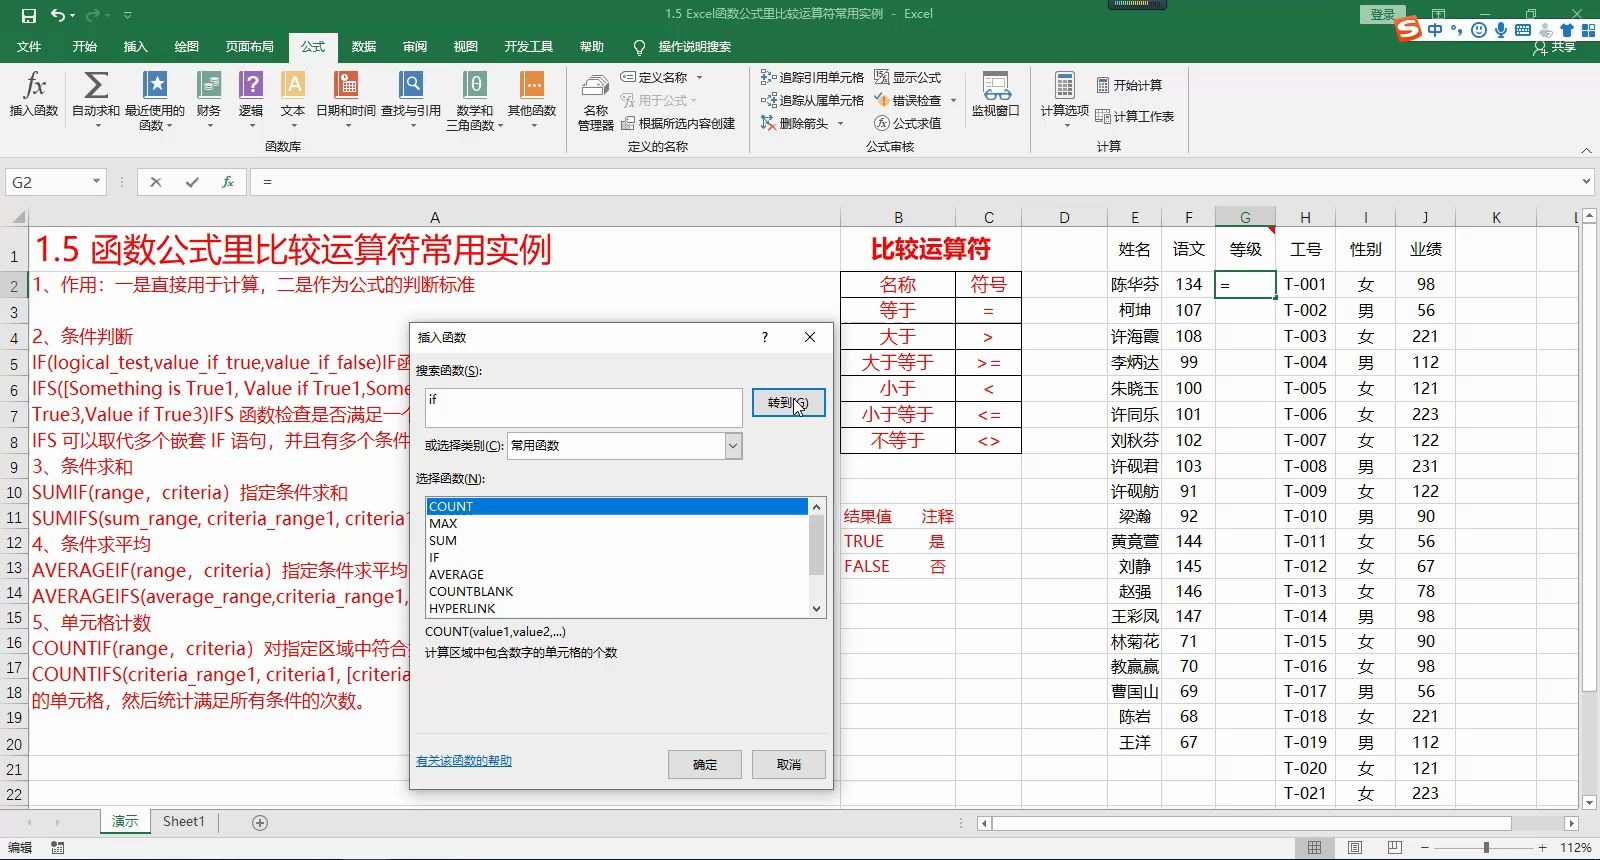 1.5 Excel函数公式里比较运算符常用实例 - Excel
登录
中
文件 开始 插入 绘图 页面布局 公式 数据 审阅 视图 开发工具 帮助 操作说明搜索
共享
fx
插入函数
自动求和
最近使用的
函数
财务
逻辑
文本
日期和时间
查找与引用
数学和
三角函数
其他函数
函数库
名称
管理器
定义名称
用于公式
根据所选内容创建
定义的名称
追踪引用单元格
追踪从属单元格
删除箭头
显示公式
错误检查
公式求值
公式审核
监视窗口
计算选项
开始计算
计算工作表
计算
G2
fx
=
A B C D E F G H I J K L
1 1.5 函数公式里比较运算符常用实例 比较运算符 姓名 语文 等级 工号 性别 业绩
2 1、作用：一是直接用于计算，二是作为公式的判断标准 名称 符号 陈华芬 134 = T-001 女 98
3 等于 = 柯坤 107 T-002 男 56
4 2、条件判断 大于 > 许海霞 108 T-003 女 221
5 IF(logical_test,value_if_true,value_if_false)IF函 大于等于 >= 李炳达 99 T-004 男 112
6 IFS([Something is True1, Value if True1,Some 小于 < 朱晓玉 100 T-005 女 121
7 True3,Value if True3)IFS 函数检查是否满足一个 小于等于 <= 许同乐 101 T-006 女 223
8 IFS 可以取代多个嵌套 IF 语句，并且有多个条件 不等于 <> 刘秋芬 102 T-007 女 122
9 3、条件求和 许砚君 103 T-008 男 231
10 SUMIF(range，criteria）指定条件求和 许砚舫 91 T-009 女 122
11 SUMIFS(sum_range, criteria_range1, criteria1 结果值 注释 梁瀚 92 T-010 男 90
12 4、条件求平均 TRUE 是 黄竟萱 144 T-011 女 56
13 AVERAGEIF(range，criteria）指定条件求平均 FALSE 否 刘静 145 T-012 女 67
14 AVERAGEIFS(average_range,criteria_range1, 赵强 146 T-013 女 78
15 5、单元格计数 王彩凤 147 T-014 男 98
16 COUNTIF(range，criteria）对指定区域中符合 林菊花 71 T-015 女 90
17 COUNTIFS(criteria_range1, criteria1, [criteria 教赢赢 70 T-016 女 98
18 的单元格，然后统计满足所有条件的次数。 曹国山 69 T-017 男 56
19 陈岩 68 T-018 女 221
20 王洋 67 T-019 男 112
21 T-020 女 121
22 T-021 女 223
插入函数 ?
搜索函数(S):
if
转到(G)
或选择类别(C): 常用函数
选择函数(N):
COUNT
MAX
SUM
IF
AVERAGE
COUNTBLANK
HYPERLINK
COUNT(value1,value2,...)
计算区域中包含数字的单元格的个数
有关该函数的帮助
确定 取消
演示 Sheet1
编辑
112%